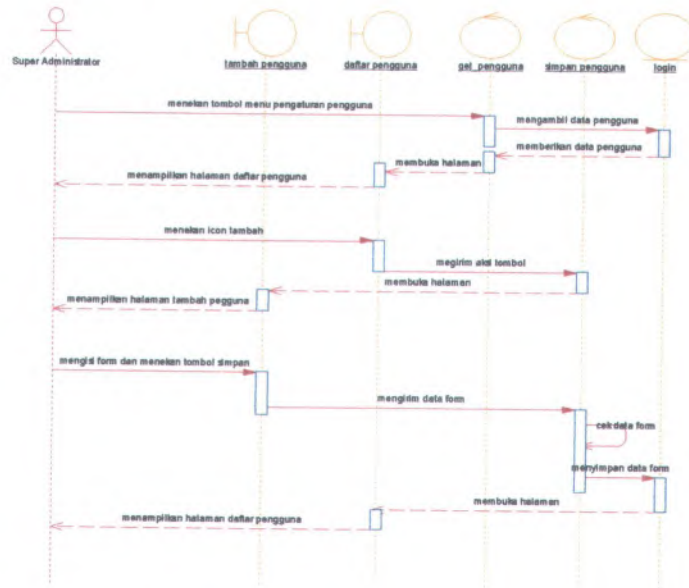 Super Administrator
tambah pengguna
daftar pengguna
get_pengguna
simpan pengguna
login
menekan tombol menu pengaturan pengguna
mengambil data pengguna
memberikan data pengguna
membuka halaman
menampilkan halaman daftar pengguna
menekan icon tambah
megirim aksi tombol
membuka halaman
menampilkan halaman tambah pegguna
mengisi form dan menekan tombol simpan
mengirim data form
cek data form
menyimpan data form
membuka halaman
menampilkan halaman daftar pengguna